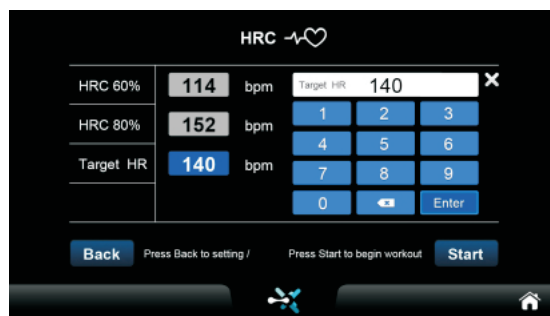 HRC
HRC 60% 114 bpm
HRC 80% 152 bpm
Target HR 140 bpm
Target HR 140
1 2 3
4 5 6
7 8 9
0 Enter
Back Press Back to setting / Press Start to begin workout Start